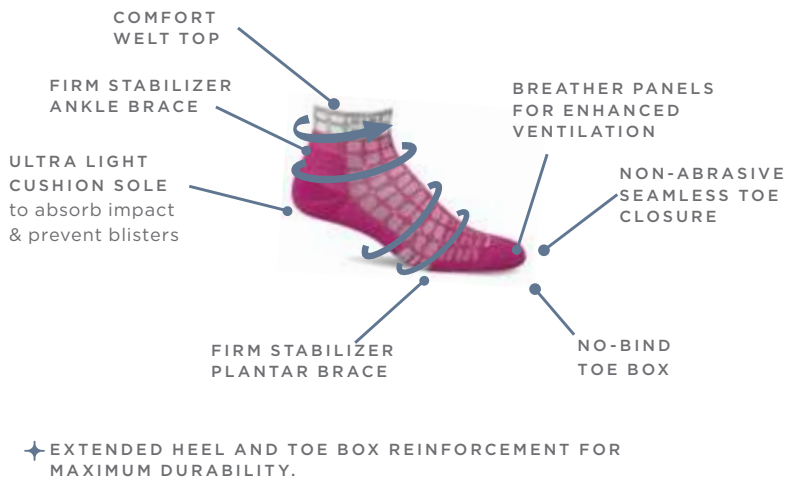 COMFORT
WELT TOP
FIRM STABILIZER
ANKLE BRACE
BREATHER PANELS
FOR ENHANCED
VENTILATION
ULTRA LIGHT
CUSHION SOLE
to absorb impact
& prevent blisters
NON-ABRASIVE
SEAMLESS TOE
CLOSURE
FIRM STABILIZER
PLANTAR BRACE
NO-BIND
TOE BOX
EXTENDED HEEL AND TOE BOX REINFORCEMENT FOR
MAXIMUM DURABILITY.